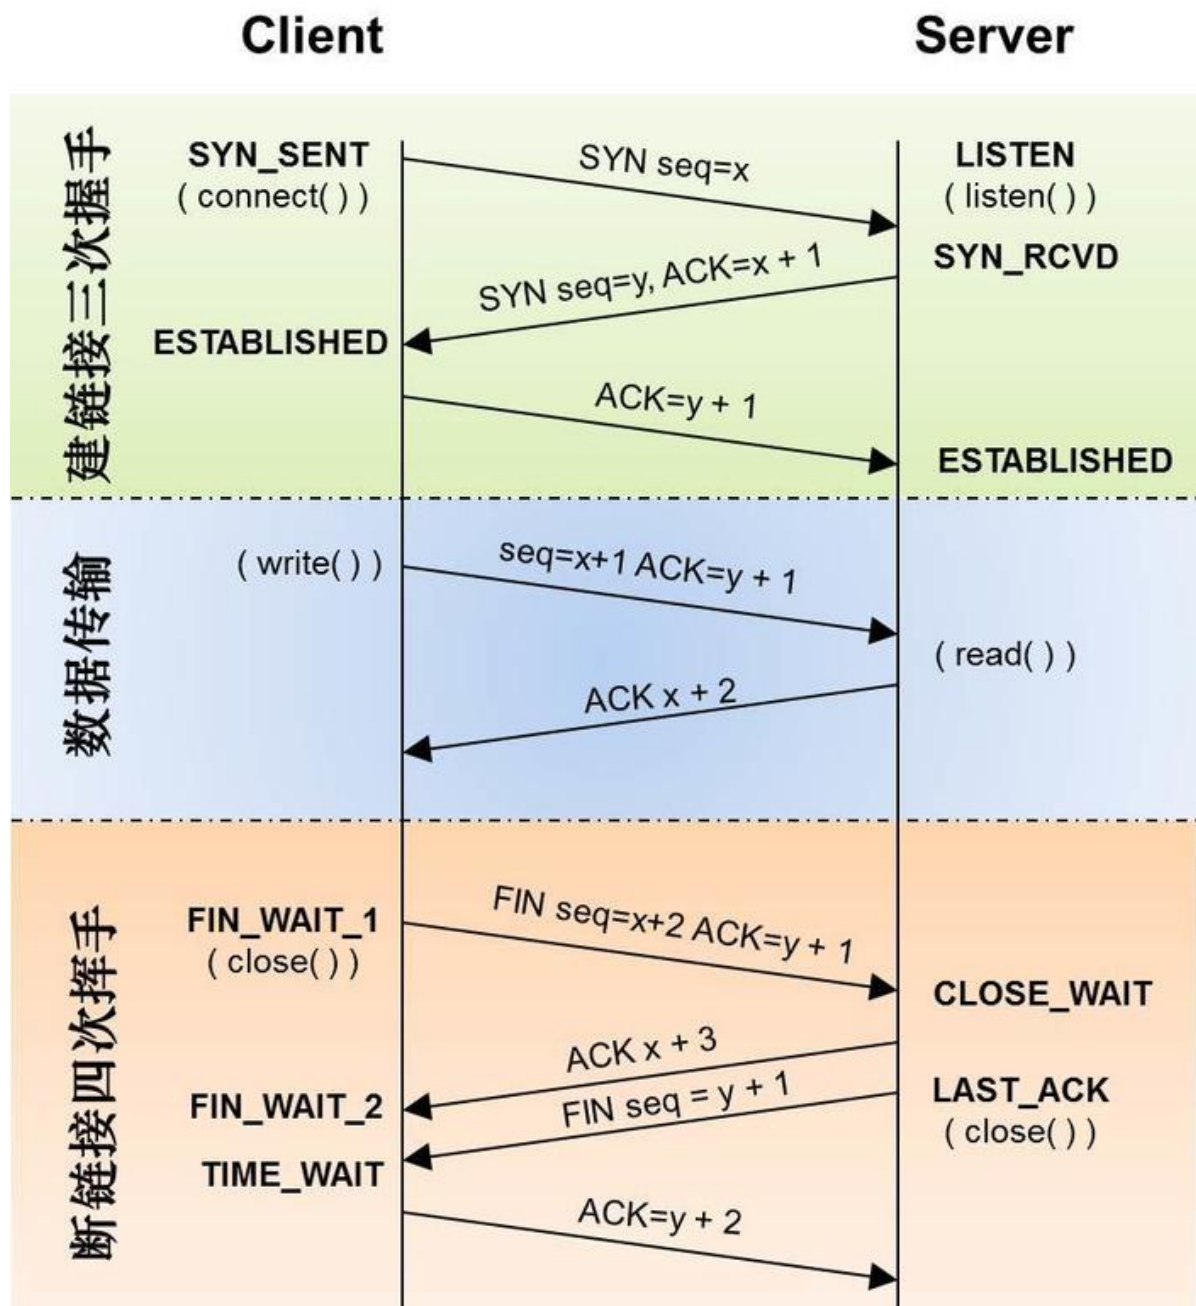 Client
Server
建链接三次握手
SYN_SENT
( connect( ) )
SYN seq=x
LISTEN
( listen( ) )
SYN_RCVD
SYN seq=y, ACK=x + 1
ESTABLISHED
ACK=y + 1
ESTABLISHED
数据传输
( write( ) )
seq=x+1 ACK=y + 1
( read( ) )
ACK x + 2
断链接四次挥手
FIN_WAIT_1
( close( ) )
FIN seq=x+2 ACK=y + 1
CLOSE_WAIT
ACK x + 3
FIN_WAIT_2
FIN seq = y + 1
LAST_ACK
( close( ) )
TIME_WAIT
ACK=y + 2